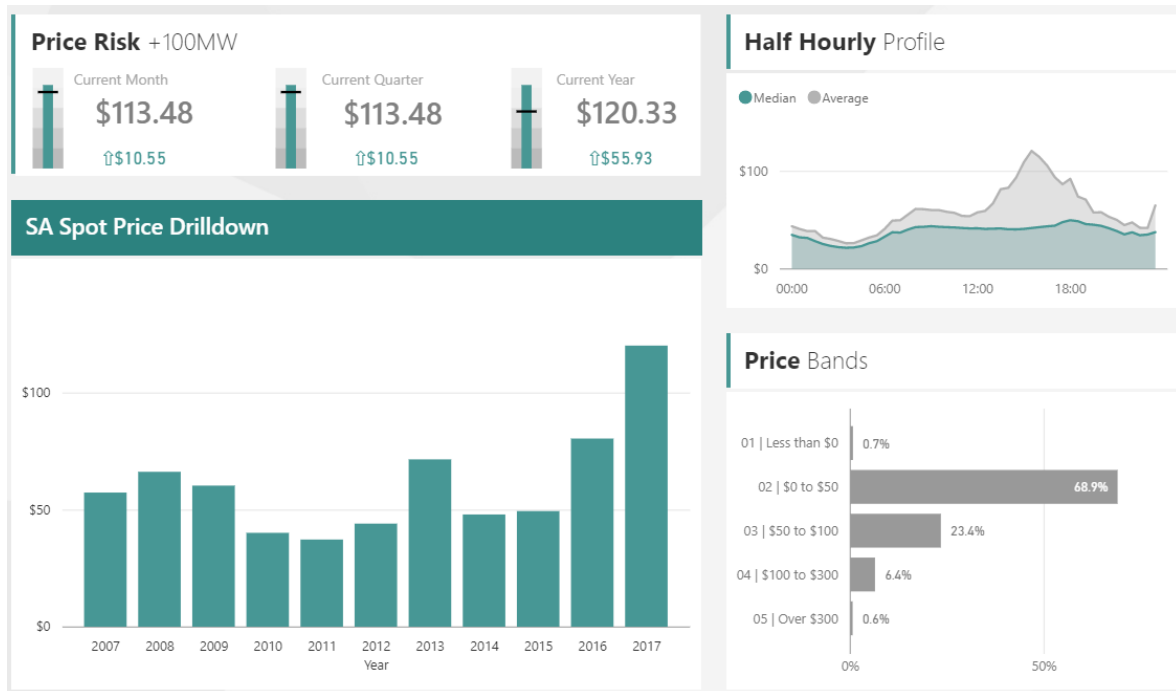 Price Risk +100MW
Current Month
$113.48
⇧$10.55
Current Quarter
$113.48
⇧$10.55
Current Year
$120.33
⇧$55.93
SA Spot Price Drilldown
$100
$50
$0
2007 2008 2009 2010 2011 2012 2013 2014 2015 2016 2017
Year
Half Hourly Profile
Median Average
$100
$0
00:00 06:00 12:00 18:00
Price Bands
01 | Less than $0 0.7%
02 | $0 to $50 68.9%
03 | $50 to $100 23.4%
04 | $100 to $300 6.4%
05 | Over $300 0.6%
0% 50%